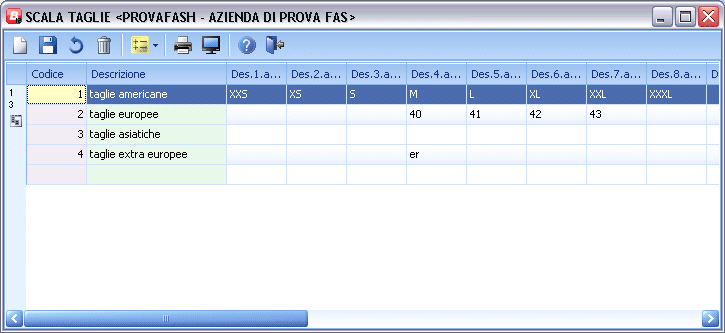 SCALA TAGLIE <PROVAFASH - AZIENDA DI PROVA FAS>
Codice Descrizione Des.1.a... Des.2.a... Des.3.a... Des.4.a... Des.5.a... Des.6.a... Des.7.a... Des.8.a... D
1 1 taglie americane XXS XS S M L XL XXL XXXL
3
2 taglie europee 40 41 42 43
3 taglie asiatiche
4 taglie extra europee er